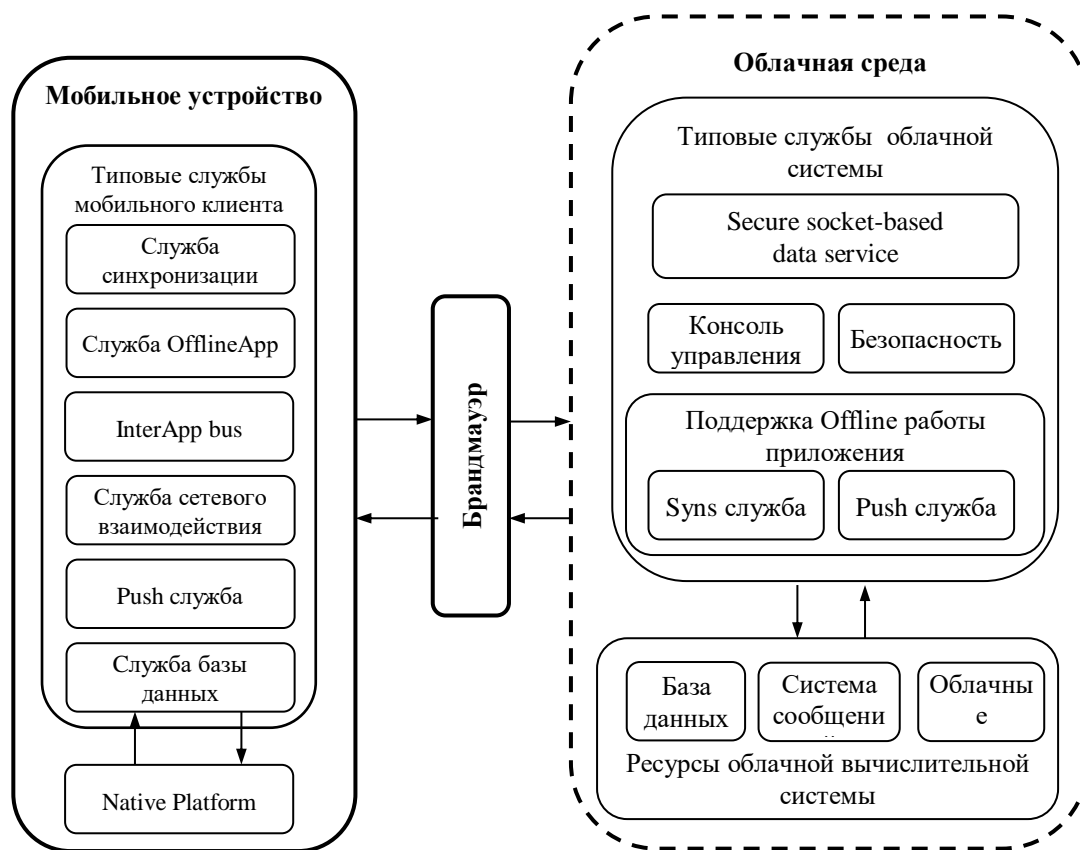 Мобильное устройство
Типовые службы
мобильного клиента
Служба
синхронизации
Служба OfflineApp
InterApp bus
Служба сетевого
взаимодействия
Push служба
Служба базы
данных
Native Platform
Брандмауэр
Облачная среда
Типовые службы облачной
системы
Secure socket-based
data service
Консоль
управления
Безопасность
Поддержка Offline работы
приложения
Syns служба
Push служба
База
данных
Система
сообщени
Облачны
е
Ресурсы облачной вычислительной
системы